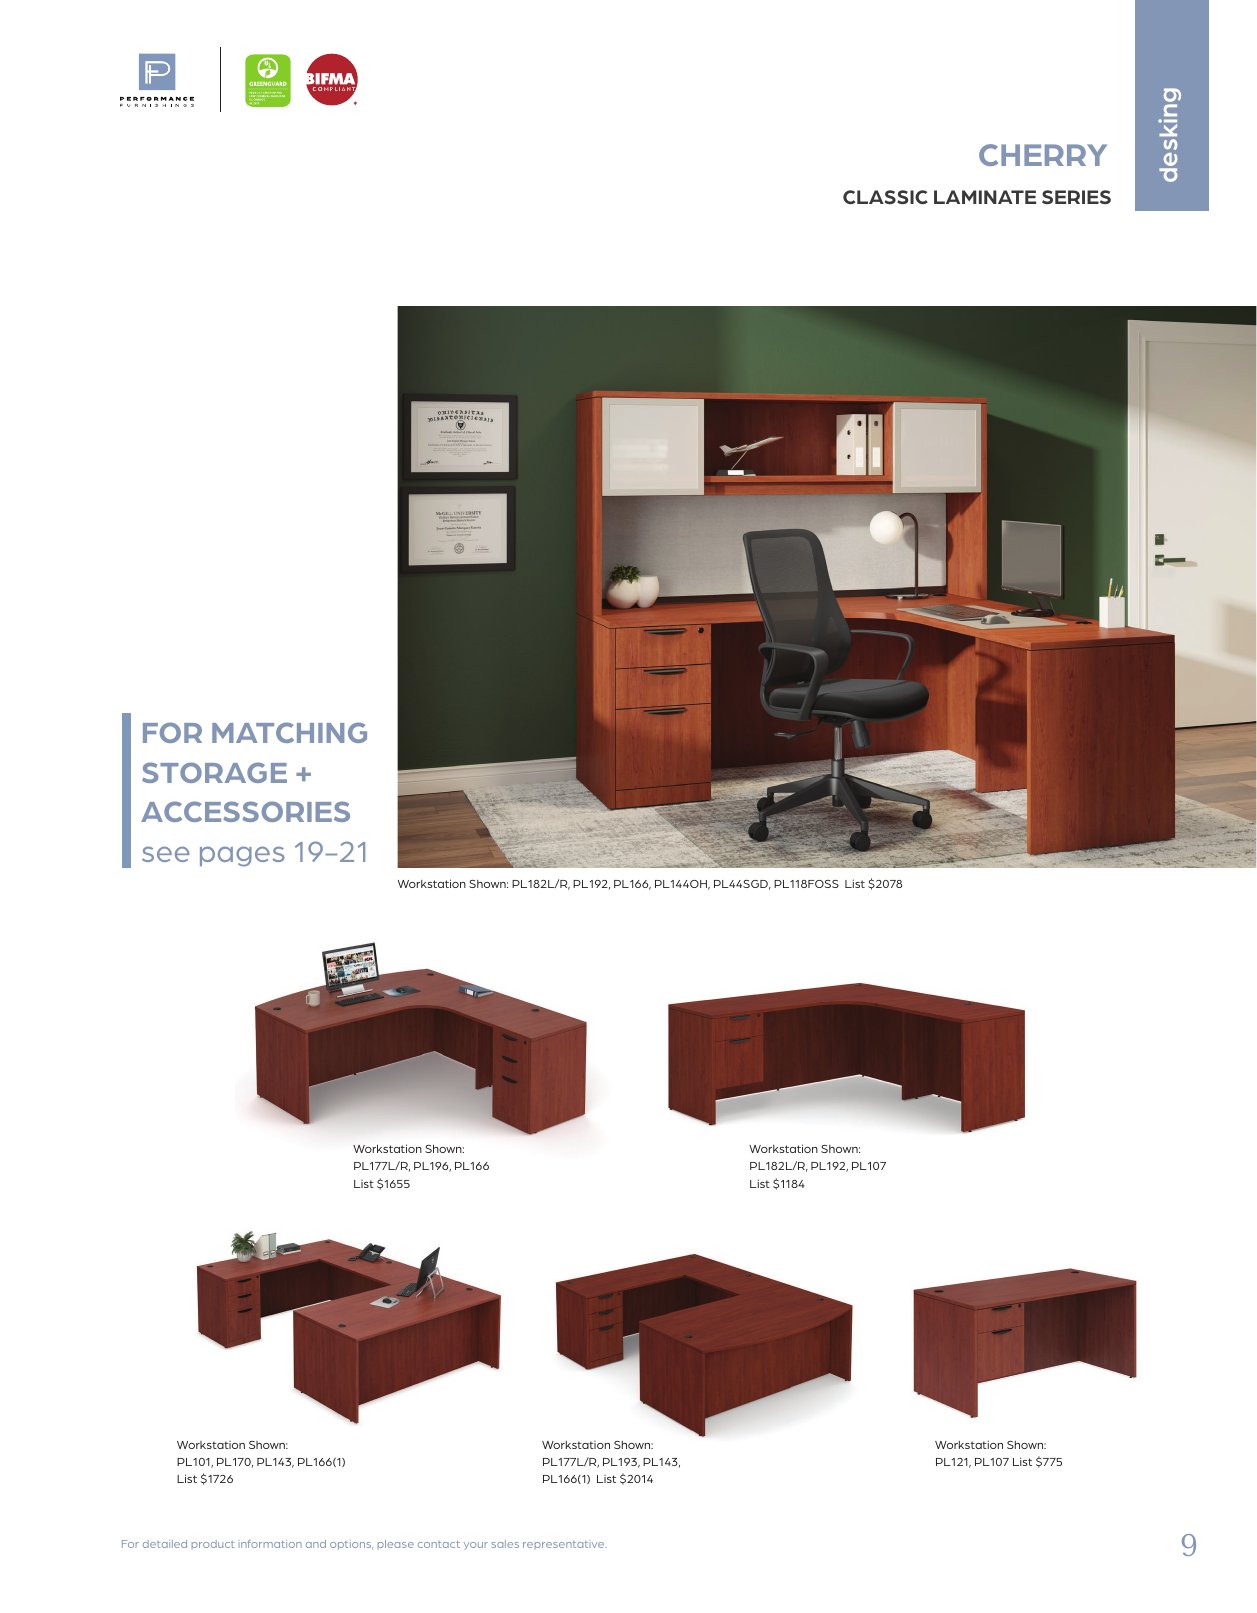 PERFORMANCE
FURNISHINGS
GREENGUARD
BIFMA
COMPLIANT
desking
CHERRY
CLASSIC LAMINATE SERIES
FOR MATCHING
STORAGE +
ACCESSORIES
see pages 19-21
Workstation Shown: PL182L/R, PL192, PL166, PL144OH, PL44SGD, PL118FOSS List $2078
Workstation Shown:
PL177L/R, PL196, PL166
List $1655
Workstation Shown:
PL182L/R, PL192, PL107
List $1184
Workstation Shown:
PL101, PL170, PL143, PL166(1)
List $1726
Workstation Shown:
PL177L/R, PL193, PL143,
PL166(1) List $2014
Workstation Shown:
PL121, PL107 List $775
For detailed product information and options, please contact your sales representative.
9